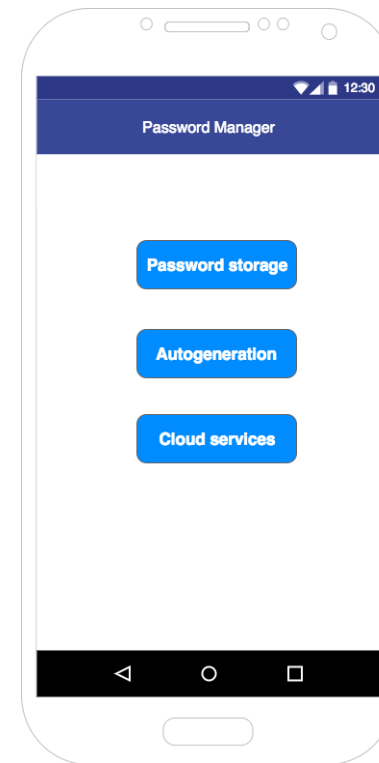 12:30
Password Manager
Password storage
Autogeneration
Cloud services